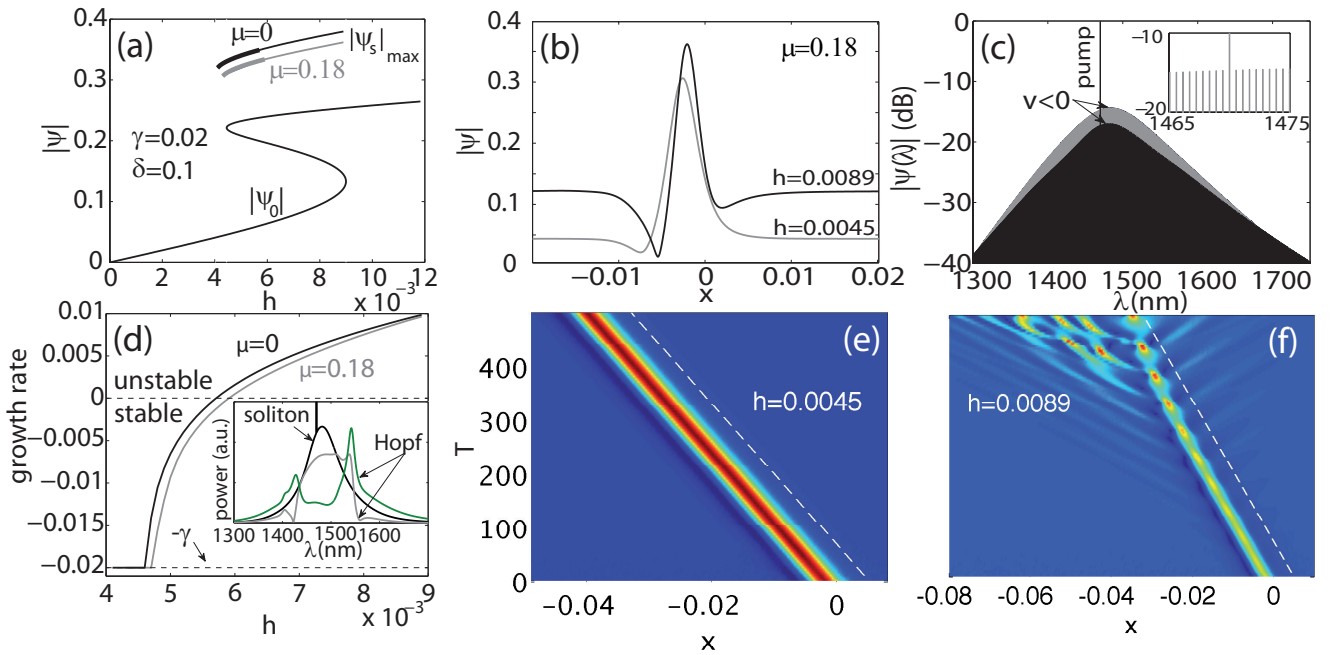 (a)
μ=0
|ψs|max
μ=0.18
γ=0.02
δ=0.1
|ψ0|
|ψ|
0.4
0.3
0.2
0.1
0
0 2 4 6 8 10 12
h
x 10⁻³
(b)
μ=0.18
h=0.0089
h=0.0045
|ψ|
0.4
0.3
0.2
0.1
0
−0.01 0 0.01 0.02
x
(c)
pump
v<0
−10
−20
1465 1475
|ψ(λ)| (dB)
0
−10
−20
−30
−40
1300 1400 1500 1600 1700
λ(nm)
(d)
μ=0
μ=0.18
unstable
stable
growth rate
0.01
0.005
0
−0.005
−0.01
−0.015
−0.02
-γ
soliton
Hopf
power (a.u.)
1300 1400 1500 1600
λ(nm)
4 5 6 7 8 9
x 10⁻³
h
(e)
h=0.0045
T
400
300
200
100
0
−0.04 −0.02 0
x
(f)
h=0.0089
-0.08 -0.06 -0.04 -0.02 0
x